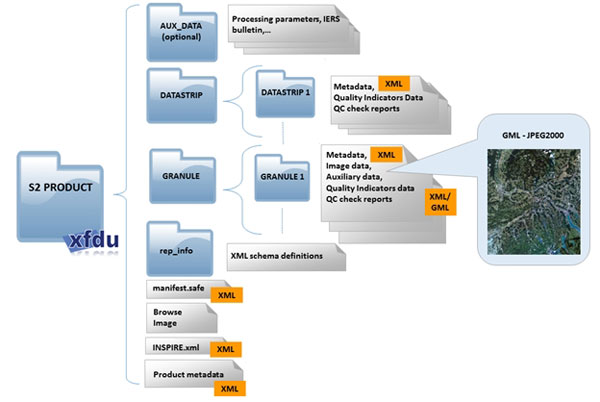 AUX_DATA
(optional)
Processing parameters, IERS
bulletin,...
DATASTRIP
DATASTRIP 1
Metadata,
XML
Quality Indicators Data
QC check reports
GML - JPEG2000
S2 PRODUCT
xfdu
GRANULE
GRANULE 1
Metadata,
XML
Image data,
Auxiliary data,
Quality Indicators data
QC check reports
XML/
GML
rep_info
XML schema definitions
manifest.safe
XML
Browse
Image
INSPIRE.xml
XML
Product metadata
XML